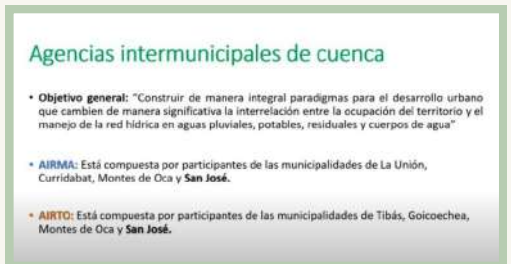 Agencias intermunicipales de cuenca
• Objetivo general: "Construir de manera integral paradigmas para el desarrollo urbano
que cambien de manera significativa la interrelación entre la ocupación del territorio y el
manejo de la red hídrica en aguas pluviales, potables, residuales y cuerpos de agua"
• AIRMA: Está compuesta por participantes de las municipalidades de La Unión,
Curridabat, Montes de Oca y San José.
• AIRTO: Está compuesta por participantes de las municipalidades de Tibás, Goicoechea,
Montes de Oca y San José.